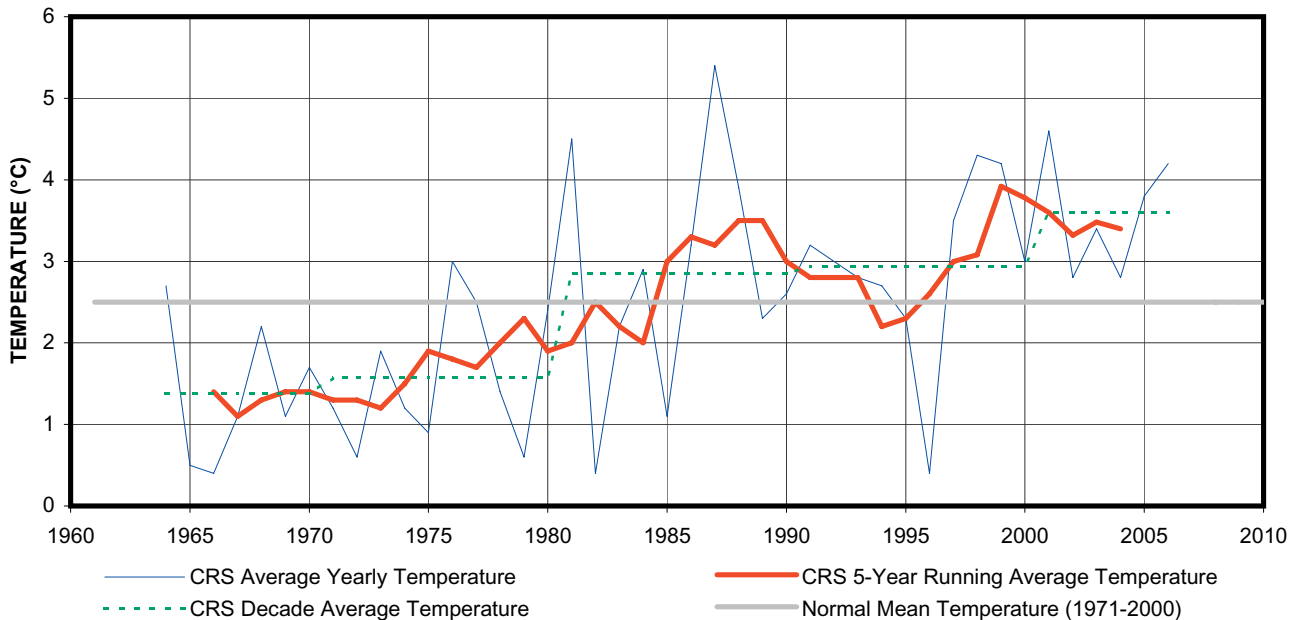 6
5
4
3
2
1
0
TEMPERATURE (°C)
1960 1965 1970 1975 1980 1985 1990 1995 2000 2005 2010
CRS Average Yearly Temperature CRS 5-Year Running Average Temperature
CRS Decade Average Temperature Normal Mean Temperature (1971-2000)